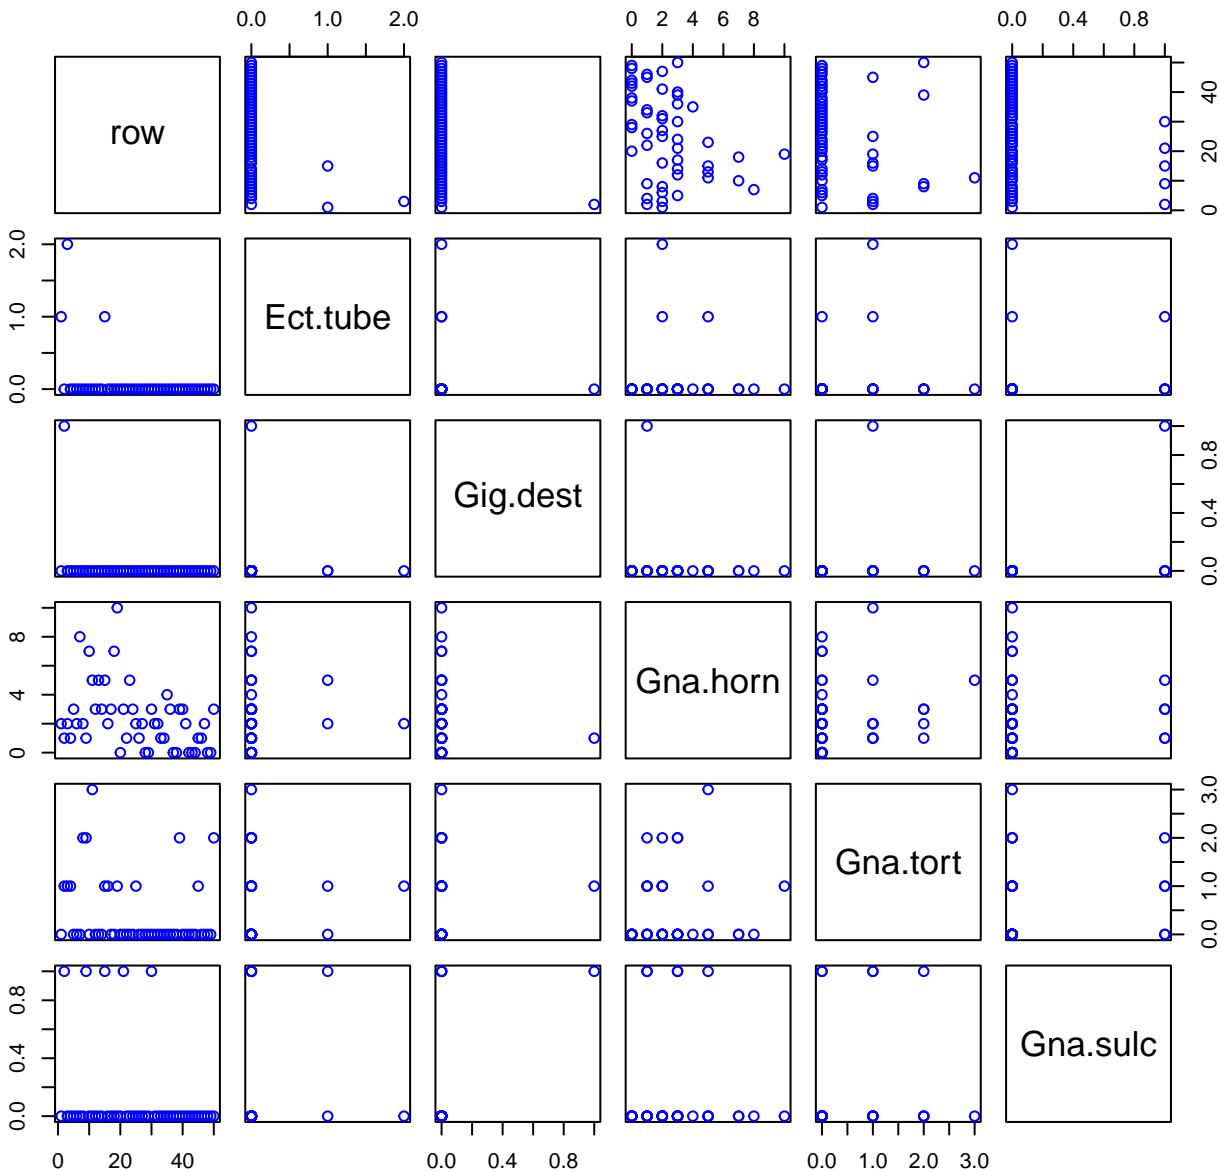 0.0 1.0 2.0 0 2 4 6 8 0.0 0.4 0.8
row 0 20 40
0.0 1.0 2.0 Ect.tube
Gig.dest 0.0 0.4 0.8
0 4 8 Gna.horn
Gna.tort 0.0 1.0 2.0 3.0
0.0 0.4 0.8 Gna.sulc
0 20 40 0.0 0.4 0.8 0.0 1.0 2.0 3.0